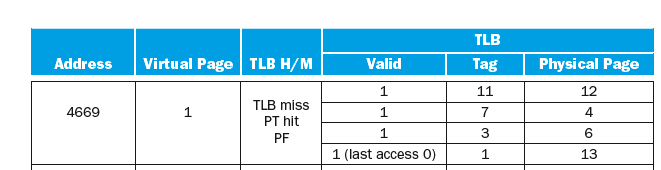 TLB
Address Virtual Page TLB H/M Valid Tag Physical Page
1 11 12
4669 1 TLB miss 1 7 4
PT hit
PF 1 3 6
1 (last access 0) 1 13